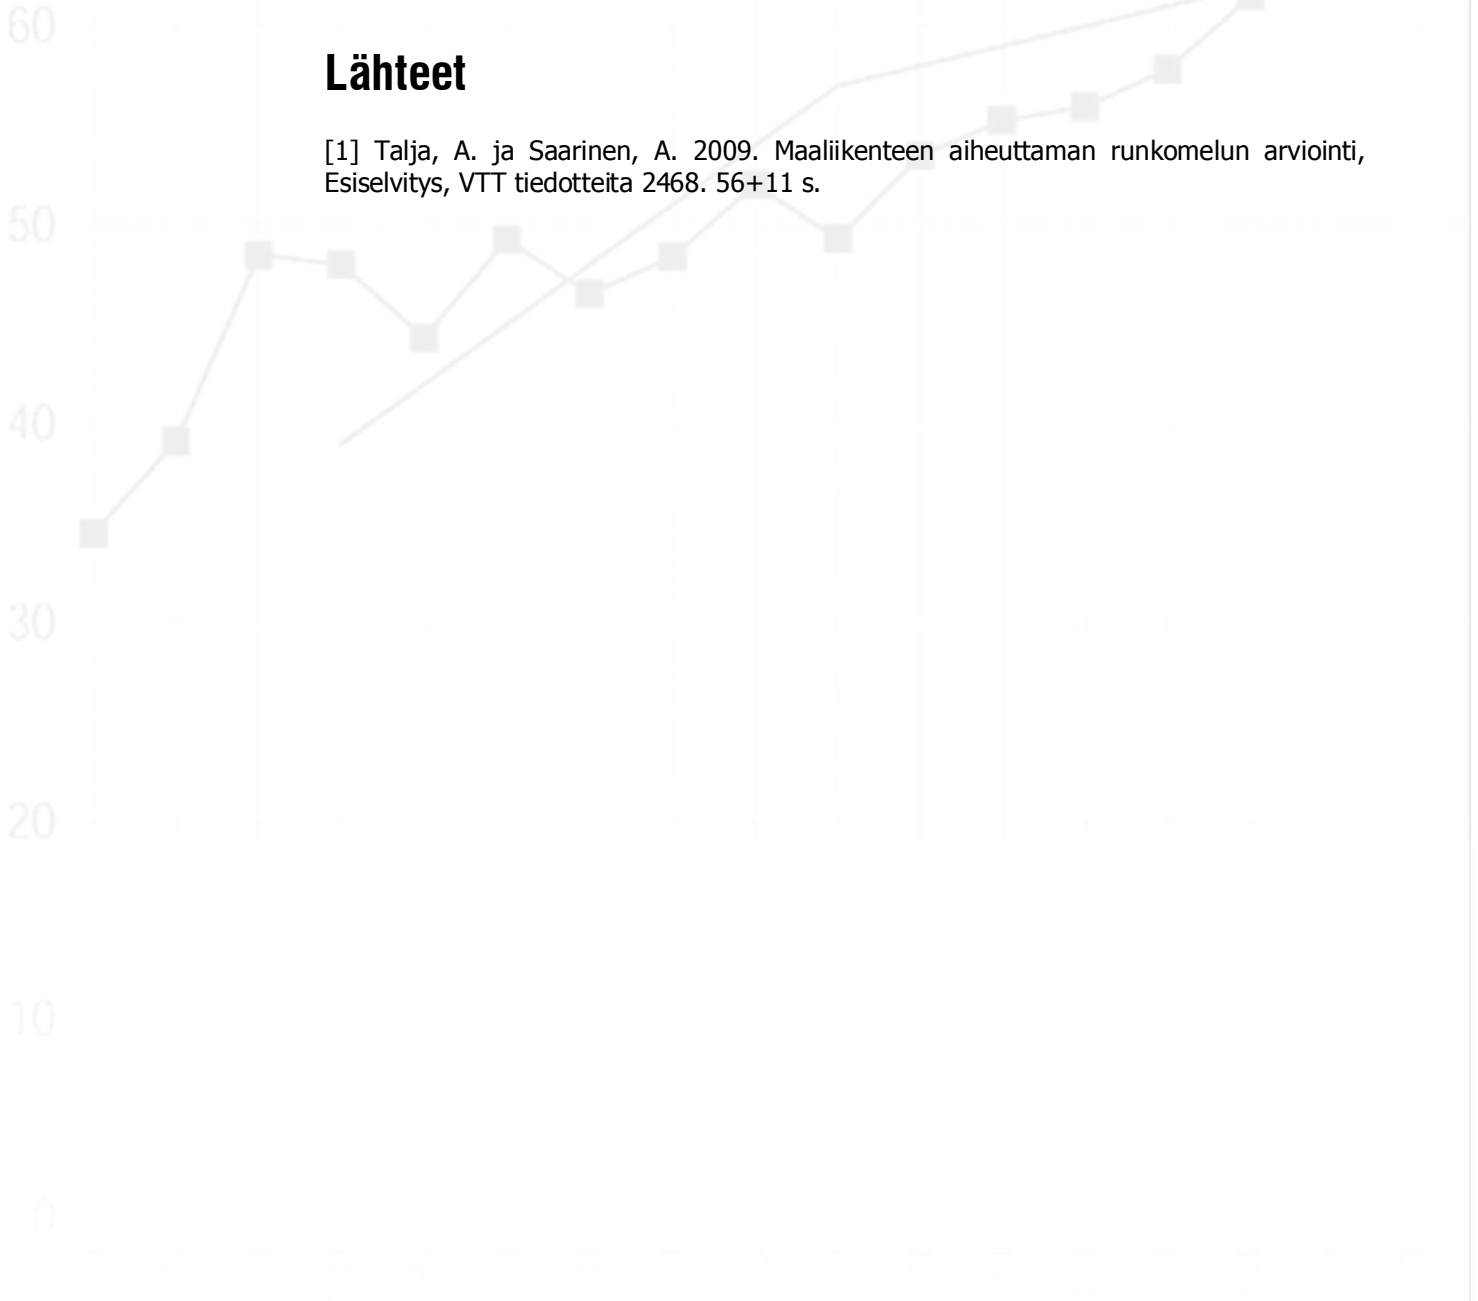 60
Lähteet
[1] Talja, A. ja Saarinen, A. 2009. Maaliikenteen aiheuttaman runkomelun arviointi,
Esiselvitys, VTT tiedotteita 2468. 56+11 s.
50
40
30
20
10
0